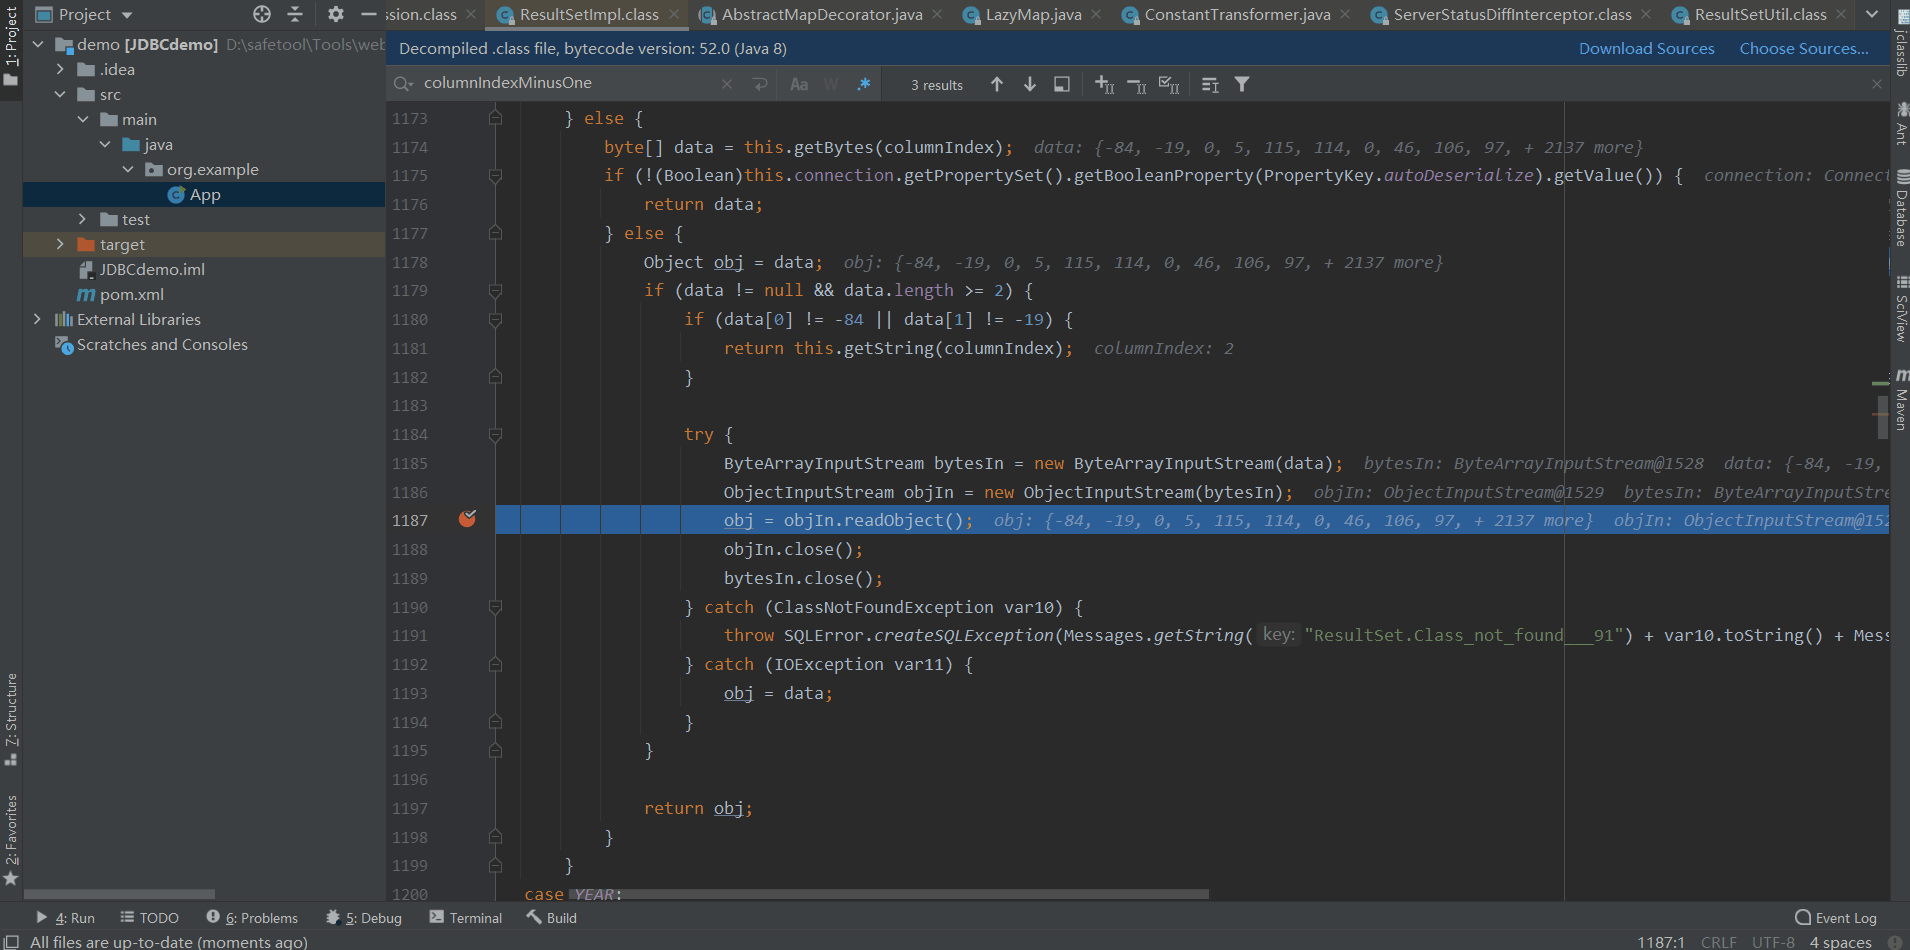 1: Project
Project
ssion.class
ResultSetImpl.class
AbstractMapDecorator.java
LazyMap.java
ConstantTransformer.java
ServerStatusDiffInterceptor.class
ResultSetUtil.class
demo [JDBCdemo] D:\safetool\Tools\web
.idea
src
main
java
org.example
App
test
target
JDBCdemo.iml
pom.xml
External Libraries
Scratches and Consoles
Decompiled .class file, bytecode version: 52.0 (Java 8)
Download Sources
Choose Sources...
columnIndexMinusOne
Aa
W
.*
3 results
1173 } else {
1174 byte[] data = this.getBytes(columnIndex); data: {-84, -19, 0, 5, 115, 114, 0, 46, 106, 97, + 2137 more}
1175 if (!(Boolean)this.connection.getPropertySet().getBooleanProperty(PropertyKey.autoDeserialize).getValue()) { connection: Connect
1176 return data;
1177 } else {
1178 Object obj = data; obj: {-84, -19, 0, 5, 115, 114, 0, 46, 106, 97, + 2137 more}
1179 if (data != null && data.length >= 2) {
1180 if (data[0] != -84 || data[1] != -19) {
1181 return this.getString(columnIndex); columnIndex: 2
1182 }
1183
1184 try {
1185 ByteArrayInputStream bytesIn = new ByteArrayInputStream(data); bytesIn: ByteArrayInputStream@1528 data: {-84, -19,
1186 ObjectInputStream objIn = new ObjectInputStream(bytesIn); objIn: ObjectInputStream@1529 bytesIn: ByteArrayInputStre
1187 obj = objIn.readObject(); obj: {-84, -19, 0, 5, 115, 114, 0, 46, 106, 97, + 2137 more} objIn: ObjectInputStream@152
1188 objIn.close();
1189 bytesIn.close();
1190 } catch (ClassNotFoundException var10) {
1191 throw SQLError.createSQLException(Messages.getString( key: "ResultSet.Class_not_found___91") + var10.toString() + Mess
1192 } catch (IOException var11) {
1193 obj = data;
1194 }
1195 }
1196
1197 return obj;
1198 }
1199 }
1200 case YEAR:
jclasslib
Ant
Database
SciView
Maven
7: Structure
2: Favorites
4: Run
TODO
6: Problems
5: Debug
Terminal
Build
Event Log
All files are up-to-date (moments ago)
1187:1 CRLF UTF-8 4 spaces